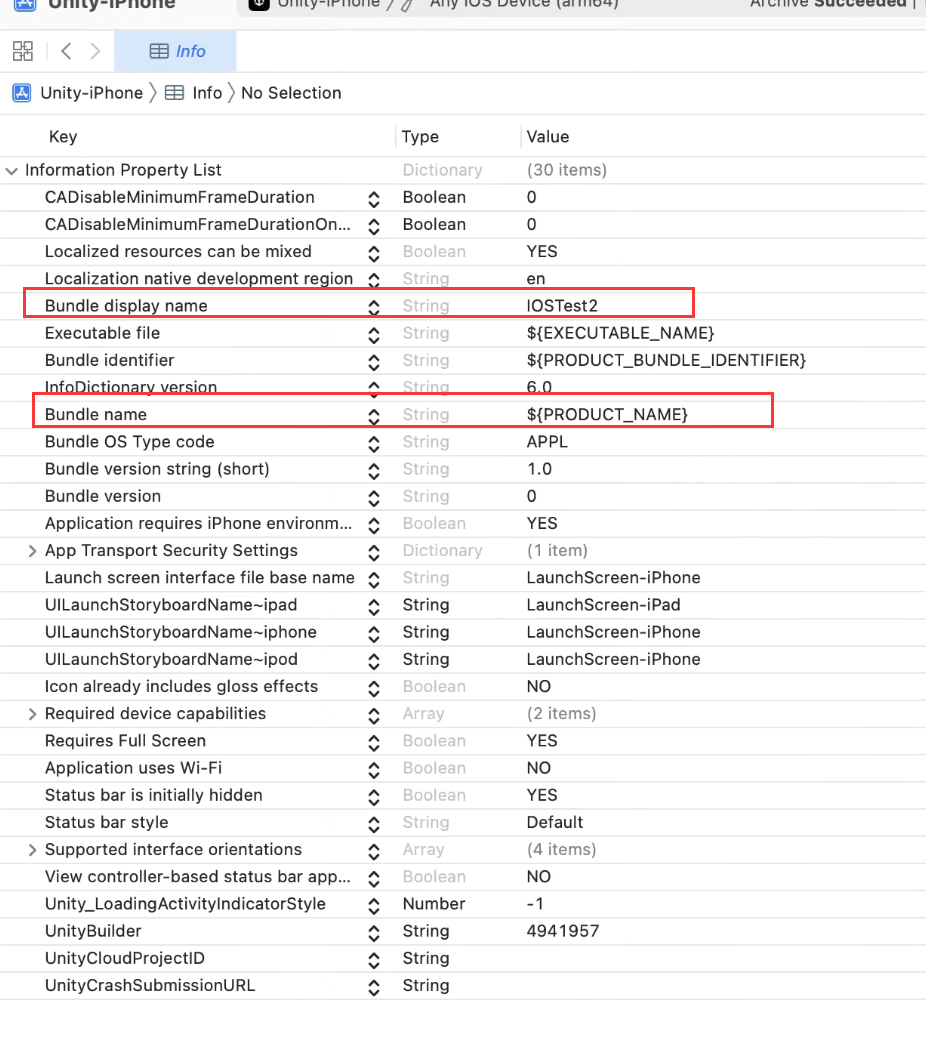 Unity-iPhone Unity-iPhone Any iOS Device (arm64) Archive Succeeded |
Info
Unity-iPhone Info No Selection
Key Type Value
Information Property List Dictionary (30 items)
CADisableMinimumFrameDuration Boolean 0
CADisableMinimumFrameDurationOn... Boolean 0
Localized resources can be mixed Boolean YES
Localization native development region String en
Bundle display name String IOSTest2
Executable file String ${EXECUTABLE_NAME}
Bundle identifier String ${PRODUCT_BUNDLE_IDENTIFIER}
InfoDictionary version String 6.0
Bundle name String ${PRODUCT_NAME}
Bundle OS Type code String APPL
Bundle version string (short) String 1.0
Bundle version String 0
Application requires iPhone environm... Boolean YES
App Transport Security Settings Dictionary (1 item)
Launch screen interface file base name String LaunchScreen-iPhone
UILaunchStoryboardName~ipad String LaunchScreen-iPad
UILaunchStoryboardName~iphone String LaunchScreen-iPhone
UILaunchStoryboardName~ipod String LaunchScreen-iPhone
Icon already includes gloss effects Boolean NO
Required device capabilities Array (2 items)
Requires Full Screen Boolean YES
Application uses Wi-Fi Boolean NO
Status bar is initially hidden Boolean YES
Status bar style String Default
Supported interface orientations Array (4 items)
View controller-based status bar app... Boolean NO
Unity_LoadingActivityIndicatorStyle Number -1
UnityBuilder String 4941957
UnityCloudProjectID String
UnityCrashSubmissionURL String